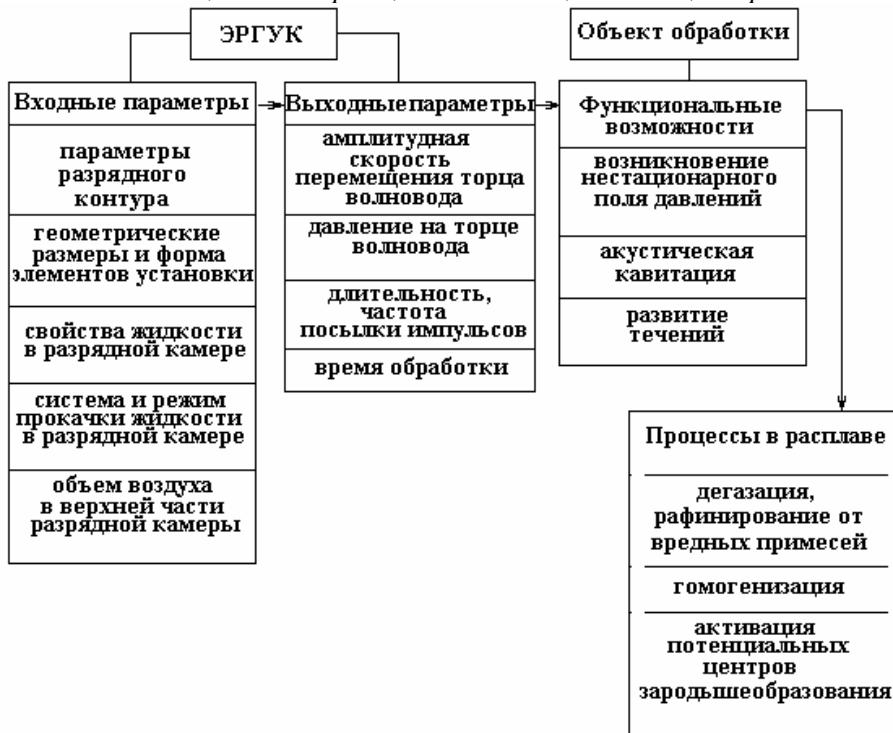 ЭРГУК
Объект обработки
Входные параметры
параметры
разрядного
контура
геометрические
размеры и форма
элементов установки
свойства жидкости
в разрядной камере
система и режим
прокачки жидкости
в разрядной камере
объем воздуха
в верхней части
разрядной камеры
Выходные параметры
амплитудная
скорость
перемещения торца
волновода
давление на торце
волновода
длительность,
частота
посылки импульсов
время обработки
Функциональные
возможности
возникновение
нестационарного
поля давлений
акустическая
кавитация
развитие
течений
Процессы в расплаве
дегазация,
рафинирование от
вредных примесей
гомогенизация
активация
потенциальных
центров
зародышеобразования